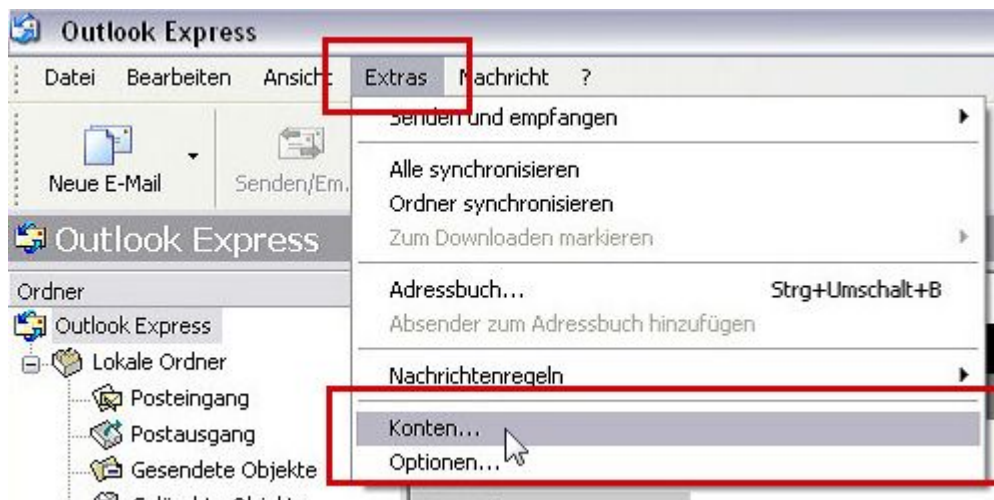 Outlook Express
Datei Bearbeiten Ansicht Extras Nachricht ?
Neue E-Mail Senden/Em.
Senden und empfangen
Alle synchronisieren
Ordner synchronisieren
Zum Downloaden markieren
Adressbuch... Strg+Umschalt+B
Absender zum Adressbuch hinzufügen
Nachrichtenregeln
Konten...
Optionen...
Outlook Express
Ordner
Outlook Express
Lokale Ordner
Posteingang
Postausgang
Gesendete Objekte